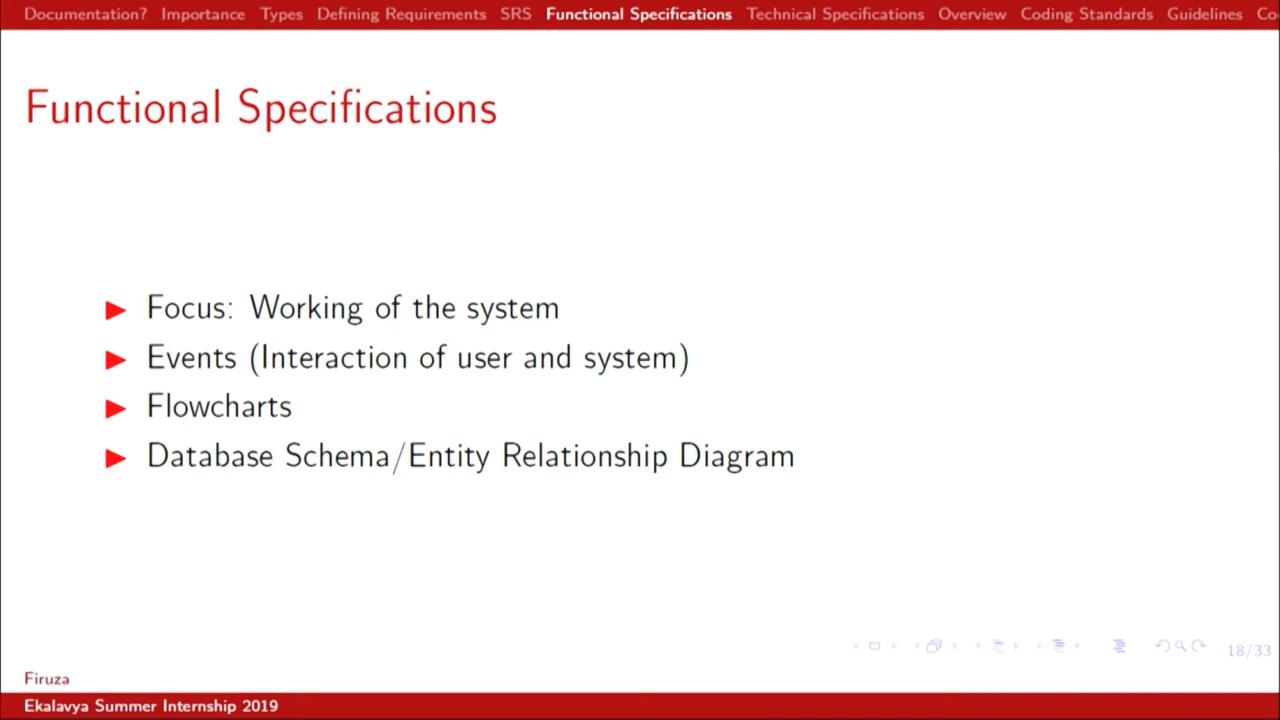 Documentation? Importance Types Defining Requirements SRS Functional Specifications Technical Specifications Overview Coding Standards Guidelines Co
Functional Specifications
Focus: Working of the system
Events (Interaction of user and system)
Flowcharts
Database Schema/Entity Relationship Diagram
18/33
Firuza
Ekalavya Summer Internship 2019